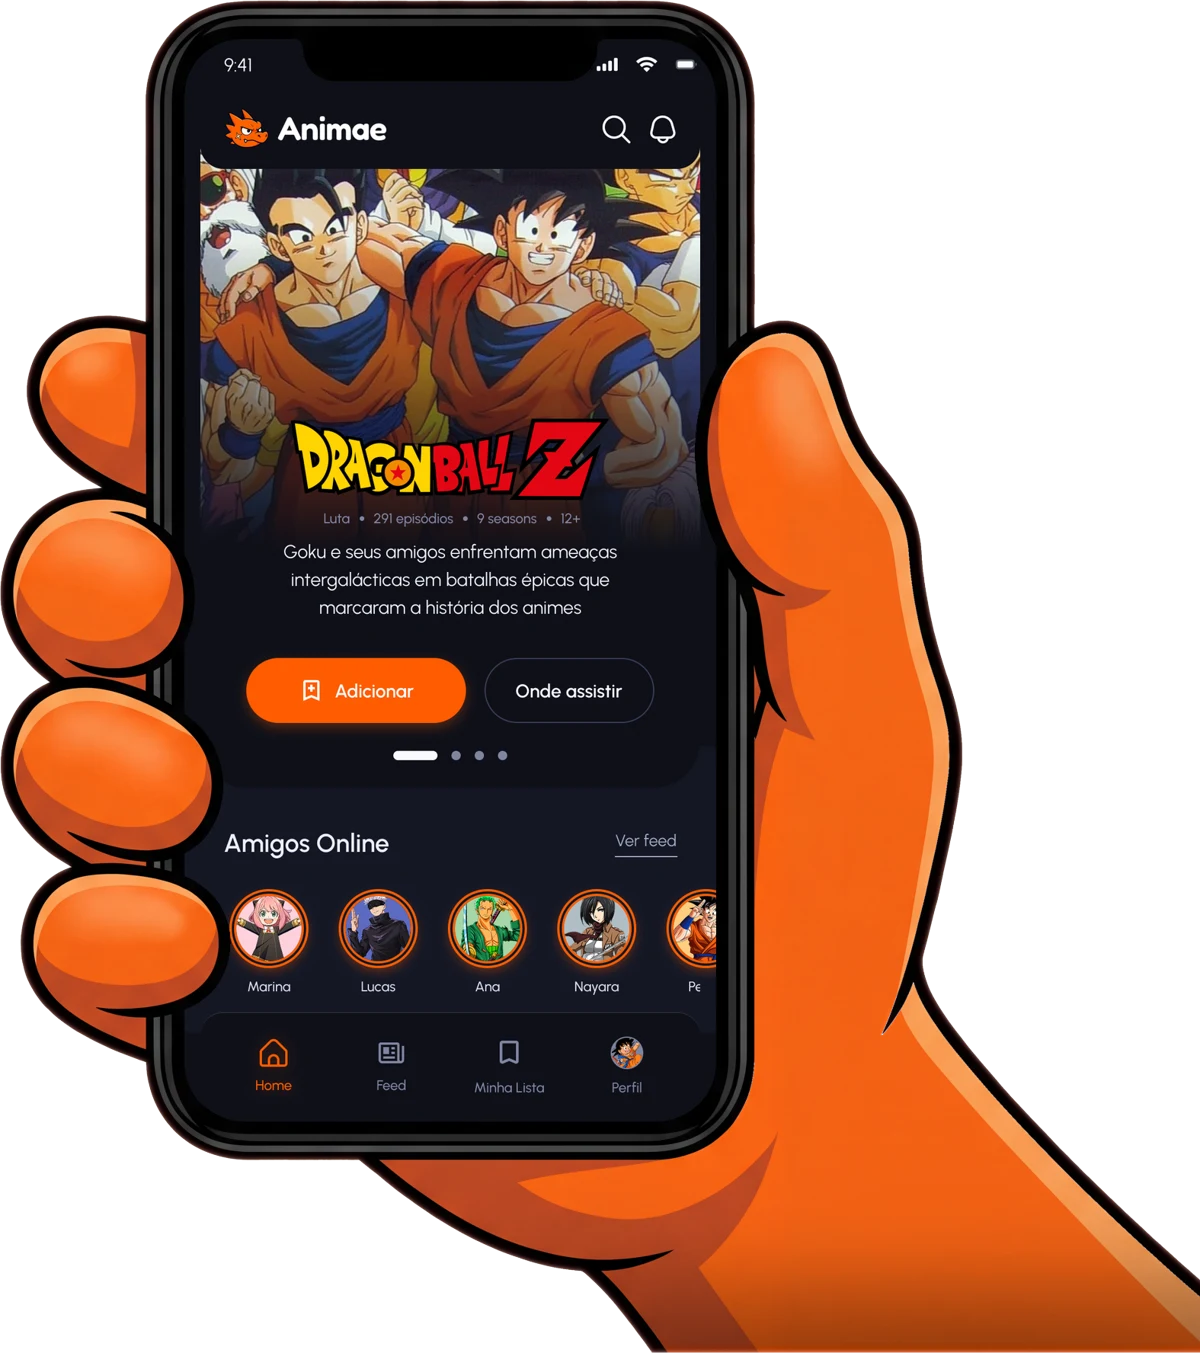 9:41
Animae
DRAGON BALL Z
Luta • 291 episódios • 9 seasons • 12+
Goku e seus amigos enfrentam ameaças
intergalácticas em batalhas épicas que
marcaram a história dos animes
Adicionar
Onde assistir
Amigos Online
Ver feed
Marina
Lucas
Ana
Nayara
Pe
Home
Feed
Minha Lista
Perfil